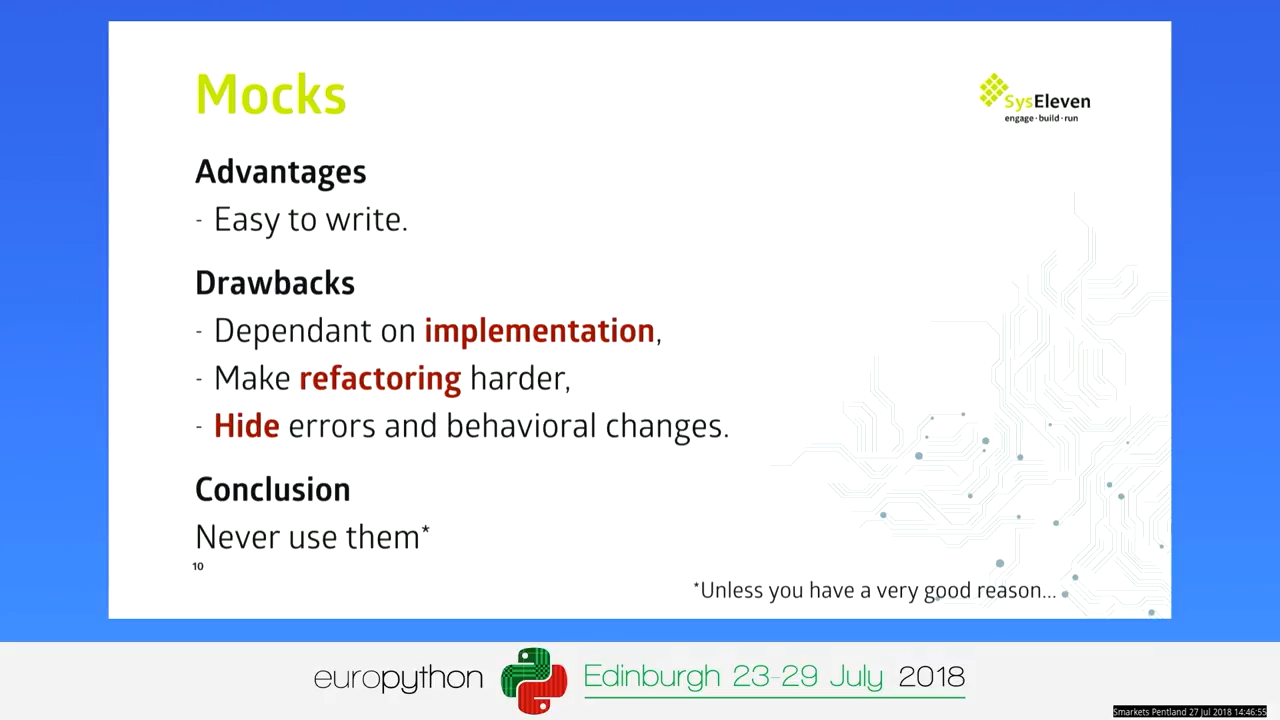 Mocks
SysEleven
engage·build·run
Advantages
- Easy to write.
Drawbacks
- Dependant on implementation,
- Make refactoring harder,
- Hide errors and behavioral changes.
Conclusion
Never use them*
10
*Unless you have a very good reason...
europython Edinburgh 23-29 July 2018
Smarkets Pentland 27 Jul 2018 14:46:55